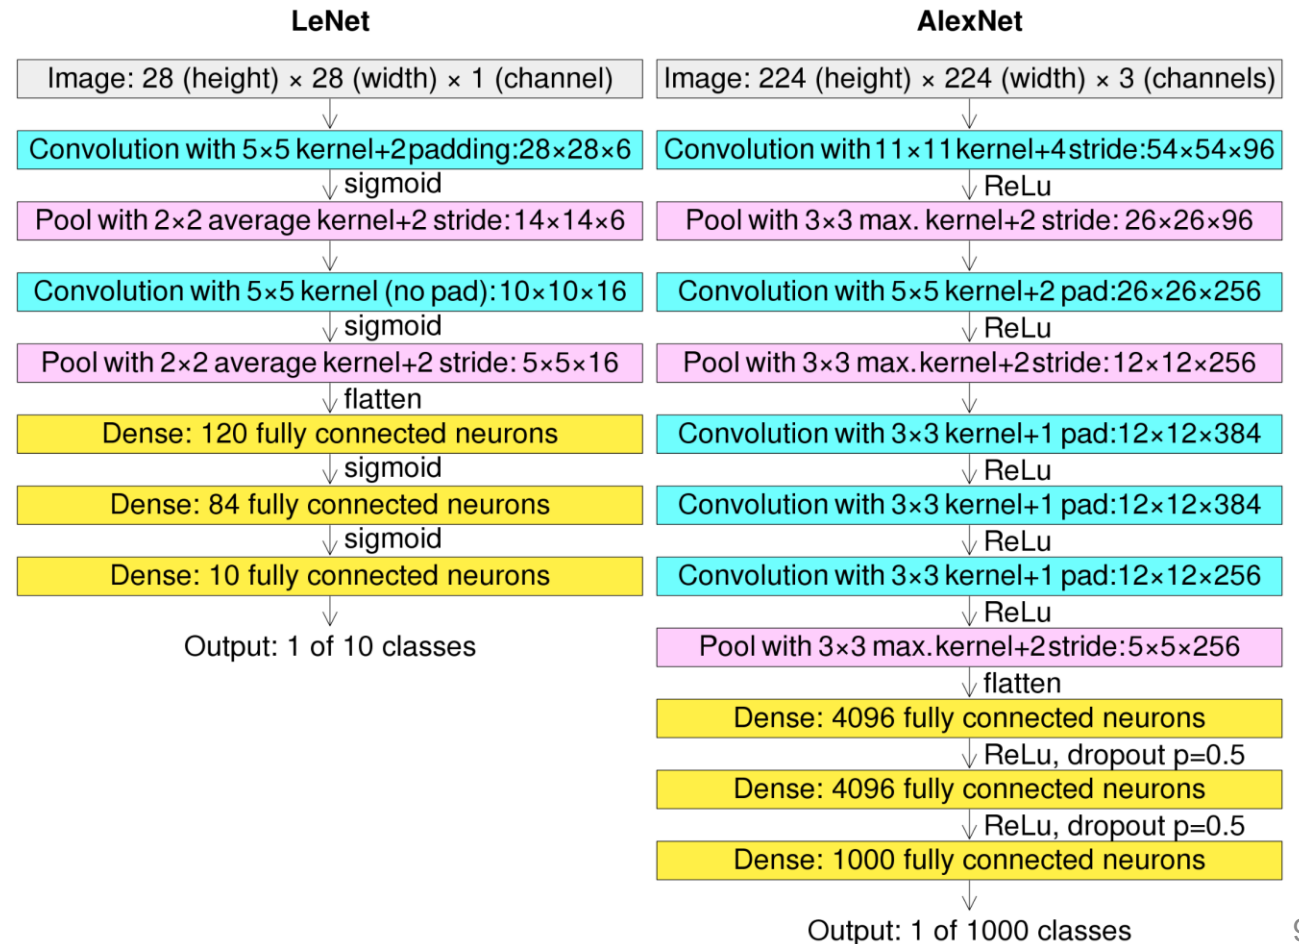 LeNet
Image: 28 (height) × 28 (width) × 1 (channel)
Convolution with 5×5 kernel+2padding:28×28×6
sigmoid
Pool with 2×2 average kernel+2 stride:14×14×6
Convolution with 5×5 kernel (no pad):10×10×16
sigmoid
Pool with 2×2 average kernel+2 stride: 5×5×16
flatten
Dense: 120 fully connected neurons
sigmoid
Dense: 84 fully connected neurons
sigmoid
Dense: 10 fully connected neurons
Output: 1 of 10 classes
AlexNet
Image: 224 (height) × 224 (width) × 3 (channels)
Convolution with 11×11 kernel+4 stride:54×54×96
ReLu
Pool with 3×3 max. kernel+2 stride: 26×26×96
Convolution with 5×5 kernel+2 pad:26×26×256
ReLu
Pool with 3×3 max.kernel+2stride:12×12×256
Convolution with 3×3 kernel+1 pad:12×12×384
ReLu
Convolution with 3×3 kernel+1 pad:12×12×384
ReLu
Convolution with 3×3 kernel+1 pad:12×12×256
ReLu
Pool with 3×3 max.kernel+2stride:5×5×256
flatten
Dense: 4096 fully connected neurons
ReLu, dropout p=0.5
Dense: 4096 fully connected neurons
ReLu, dropout p=0.5
Dense: 1000 fully connected neurons
Output: 1 of 1000 classes